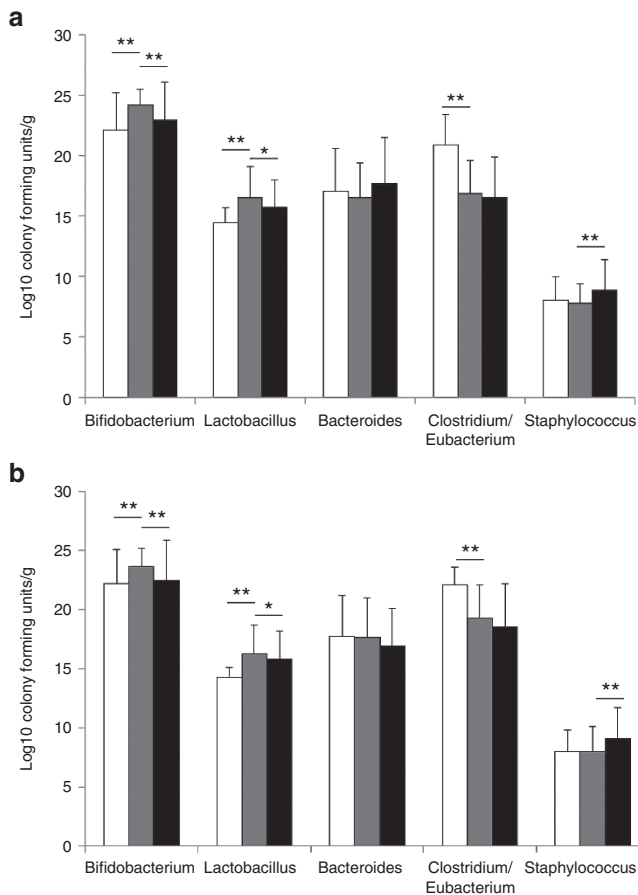 a
30
25
20
15
10
5
0
Log10 colony forming units/g
** **
** *
**
**
Bifidobacterium Lactobacillus Bacteroides Clostridium/ Staphylococcus
Eubacterium
b
30
25
20
15
10
5
0
Log10 colony forming units/g
** **
** *
**
**
Bifidobacterium Lactobacillus Bacteroides Clostridium/ Staphylococcus
Eubacterium